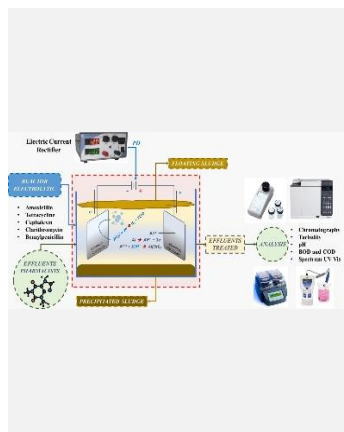 Electric Current
Rectifier
PD
FLOATING SLUDGE
REACTOR
ELECTROLYTIC
Amoxicillin
Tetracycline
Cephalexin
Clarithromycin
Benzylpenicillin
EFFLUENTS
PHARMACEUTICALS
EFFLUENTS
TREATED
ANALYSIS
Chromatography
Turbidity
pH
BOD and COD
Spectrum UV Vis
PRECIPITATED SLUDGE